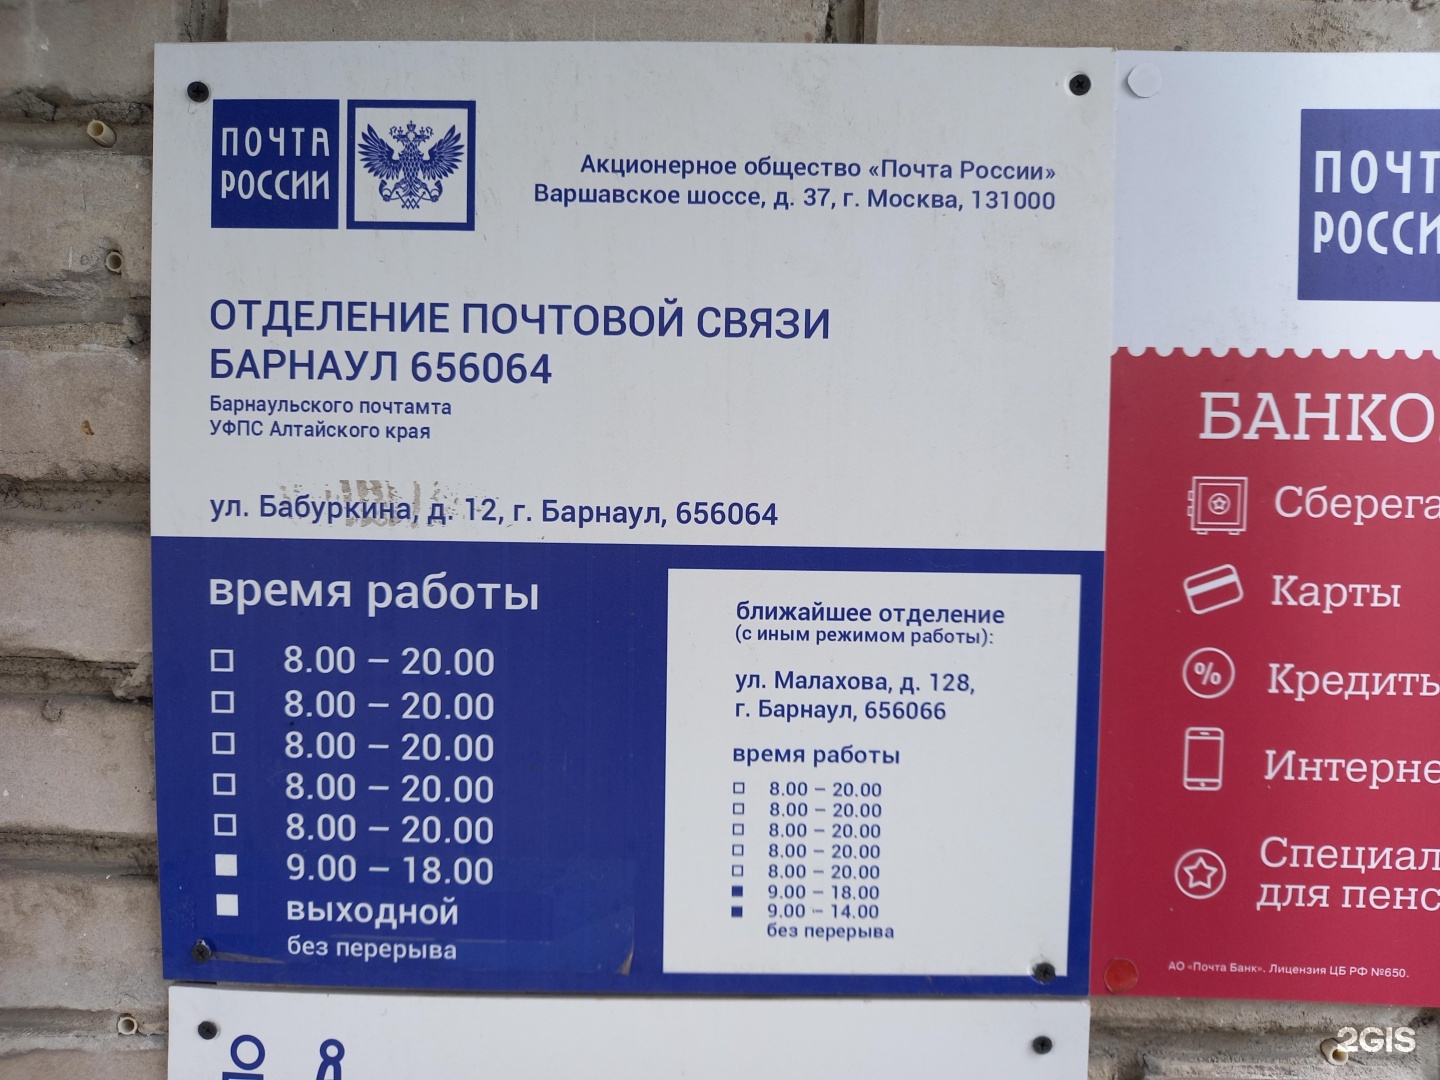 ПОЧТА
РОССИИ
Акционерное общество «Почта России»
Варшавское шоссе, д. 37, г. Москва, 131000
ОТДЕЛЕНИЕ ПОЧТОВОЙ СВЯЗИ
БАРНАУЛ 656064
Барнаульского почтамта
УФПС Алтайского края
ул. Бабуркина, д. 12, г. Барнаул, 656064
время работы
8.00 – 20.00
8.00 – 20.00
8.00 – 20.00
8.00 – 20.00
8.00 – 20.00
9.00 – 18.00
выходной
без перерыва
ближайшее отделение
(с иным режимом работы):
ул. Малахова, д. 128,
г. Барнаул, 656066
время работы
8.00 – 20.00
8.00 – 20.00
8.00 – 20.00
8.00 – 20.00
8.00 – 20.00
9.00 – 18.00
9.00 – 14.00
без перерыва
ПОЧТ
РОССИ
БАНКО
%
Сберега
Карты
Кредить
Интерне
Специал
для пенс
АО «Почта Банк». Лицензия ЦБ РФ №650.
2GIS